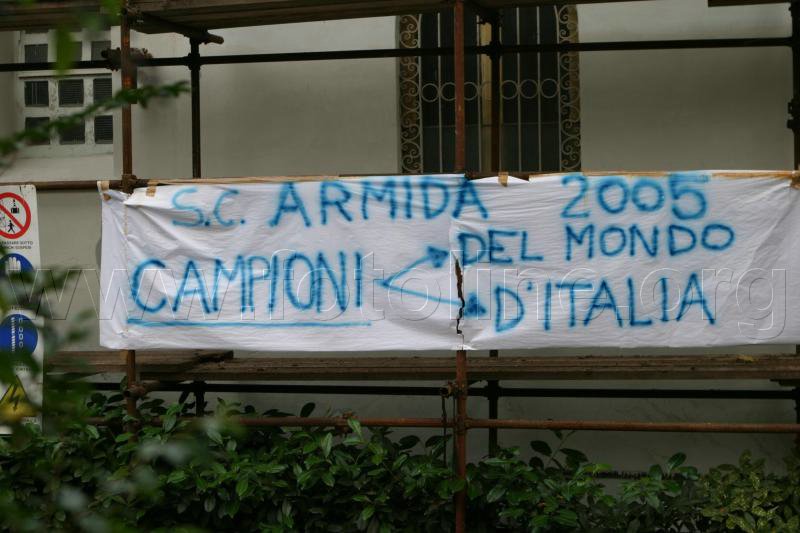 S.C. ARMIDA 2005
CAMPIONI DEL MONDO
D'ITALIA